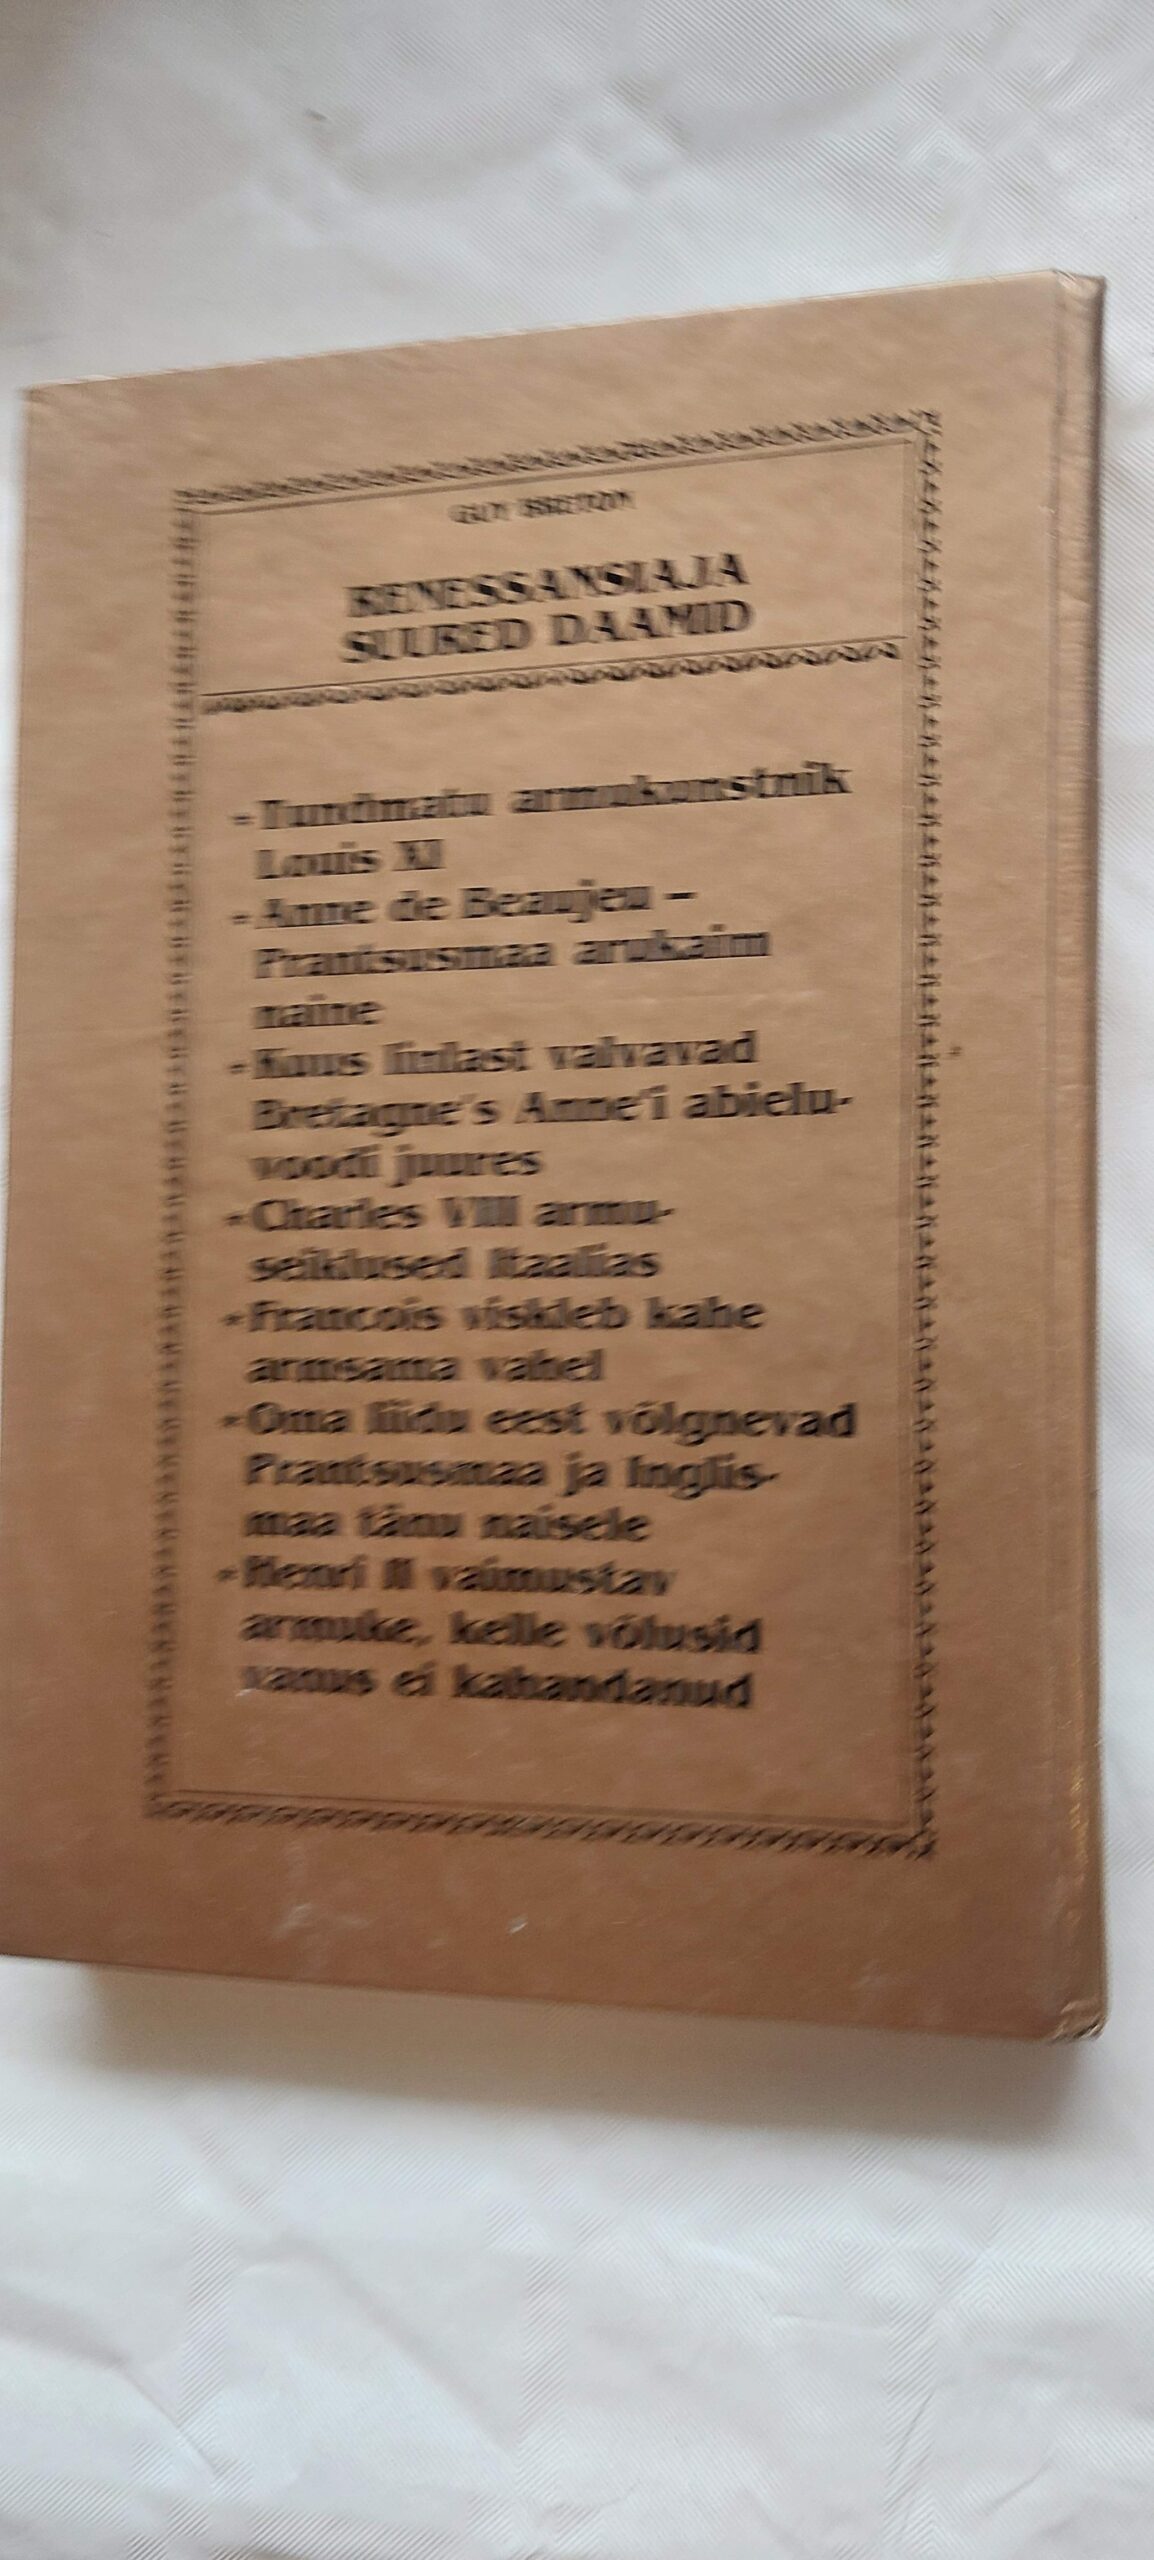 GUY BRETON
RENESSANSIAJA
SUURED DAAMID
- Tundmatu armukunstnik
Louis XI
- Anne de Beaujeu –
Prantsusmaa arukaim
naine
- Kuus linlast valvavad
Bretagne's Anne'i abielu-
voodi juures
- Charles VIII armu-
seiklused Itaalias
- Francois viskleb kahe
armsama vahel
- Oma liidu eest võlgnevad
Prantsusmaa ja Inglis-
maa tänu naisele
- Henri II vaimustav
armuke, kelle võlusid
vanus ei kahandanud